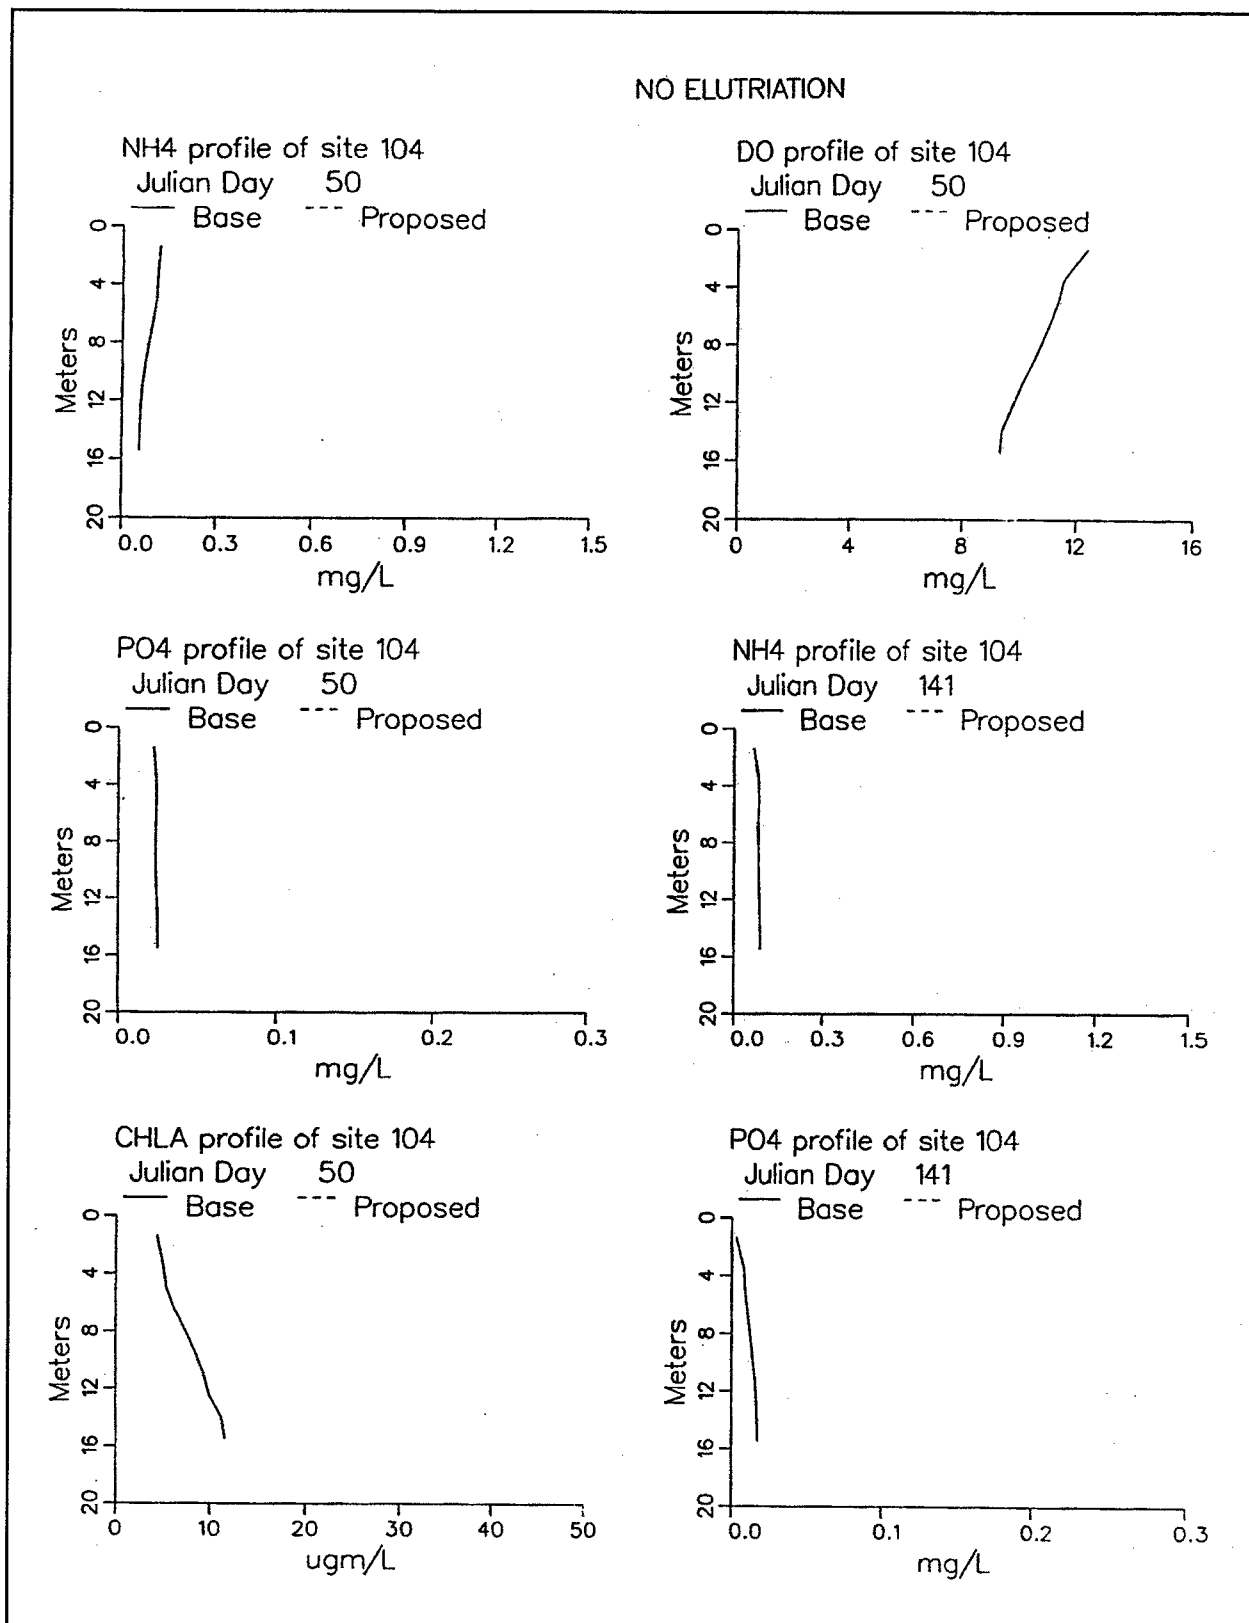 NO ELUTRIATION
NH4 profile of site 104
Julian Day 50
Base Proposed
0
4
8
12
16
20
Meters
0.0 0.3 0.6 0.9 1.2 1.5
mg/L
DO profile of site 104
Julian Day 50
Base Proposed
0
4
8
12
16
20
Meters
0 4 8 12 16
mg/L
PO4 profile of site 104
Julian Day 50
Base Proposed
0
4
8
12
16
20
Meters
0.0 0.1 0.2 0.3
mg/L
NH4 profile of site 104
Julian Day 141
Base Proposed
0
4
8
12
16
20
Meters
0.0 0.3 0.6 0.9 1.2 1.5
mg/L
CHLA profile of site 104
Julian Day 50
Base Proposed
0
4
8
12
16
20
Meters
0 10 20 30 40 50
ugm/L
PO4 profile of site 104
Julian Day 141
Base Proposed
0
4
8
12
16
20
Meters
0.0 0.1 0.2 0.3
mg/L